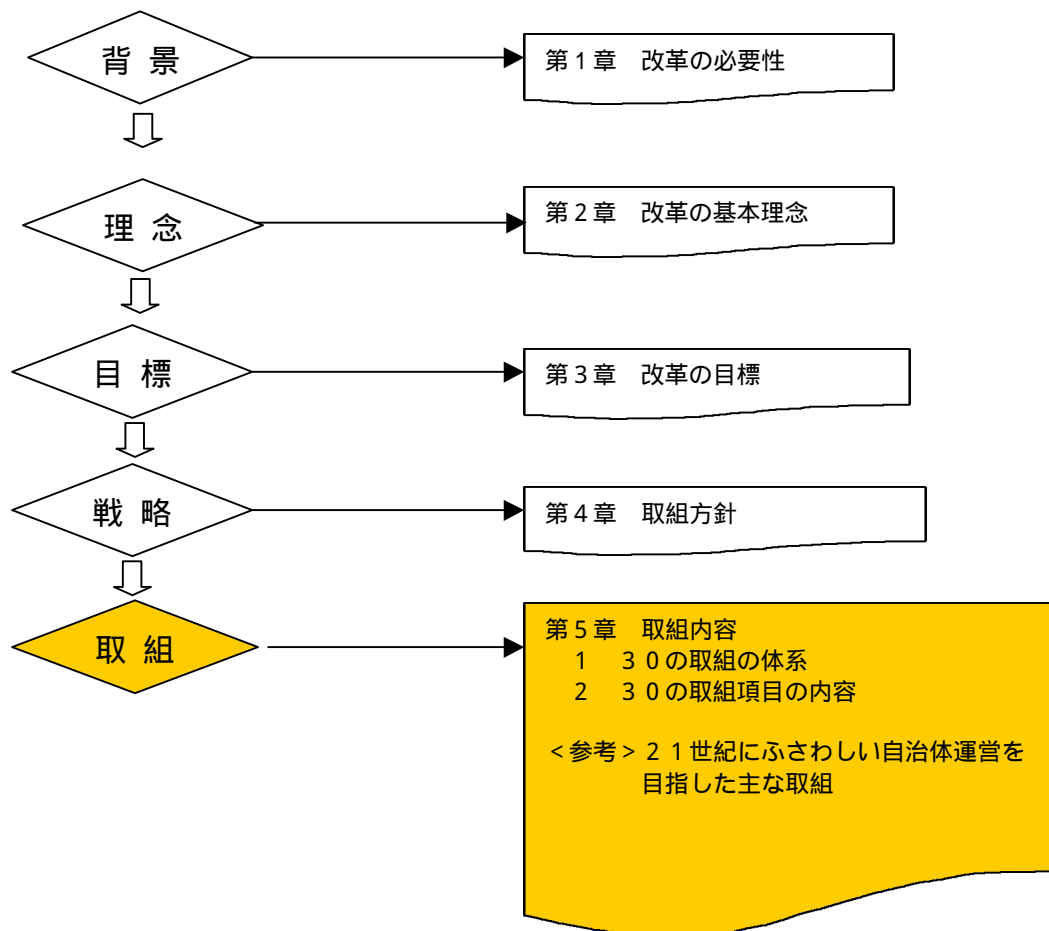 背 景
第1章 改革の必要性
理 念
第2章 改革の基本理念
目 標
第3章 改革の目標
戦 略
第4章 取組方針
取 組
第5章 取組内容
1 30の取組の体系
2 30の取組項目の内容
<参考>21世紀にふさわしい自治体運営を
目指した主な取組